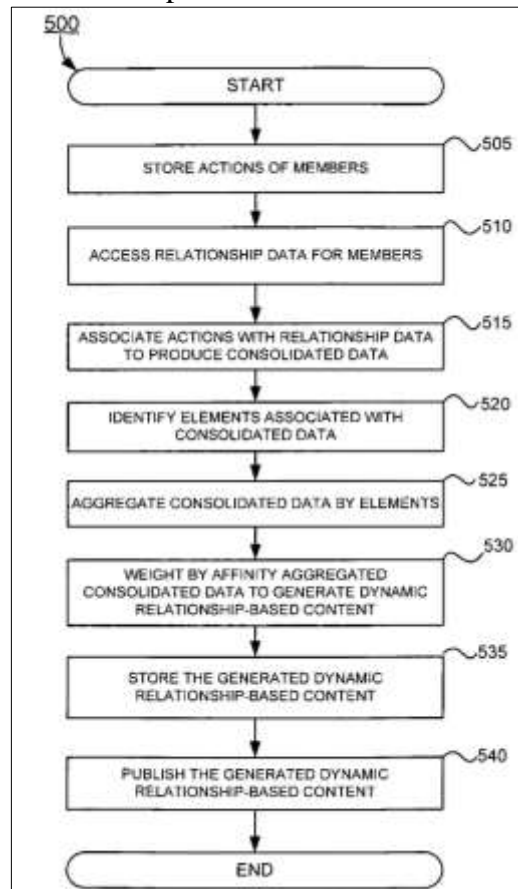 500
START
505
STORE ACTIONS OF MEMBERS
510
ACCESS RELATIONSHIP DATA FOR MEMBERS
515
ASSOCIATE ACTIONS WITH RELATIONSHIP DATA
TO PRODUCE CONSOLIDATED DATA
520
IDENTIFY ELEMENTS ASSOCIATED WITH
CONSOLIDATED DATA
525
AGGREGATE CONSOLIDATED DATA BY ELEMENTS
530
WEIGHT BY AFFINITY AGGREGATED
CONSOLIDATED DATA TO GENERATE DYNAMIC
RELATIONSHIP-BASED CONTENT
535
STORE THE GENERATED DYNAMIC
RELATIONSHIP-BASED CONTENT
540
PUBLISH THE GENERATED DYNAMIC
RELATIONSHIP-BASED CONTENT
END